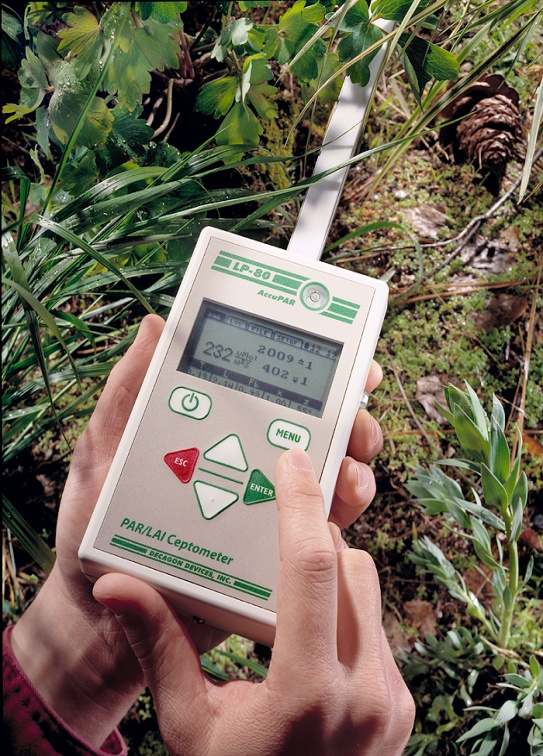 LP-80
AccuPAR
232 2009 1
402 1
MENU
ESC
ENTER
PAR/LAI Ceptometer
DECAGON DEVICES, INC.